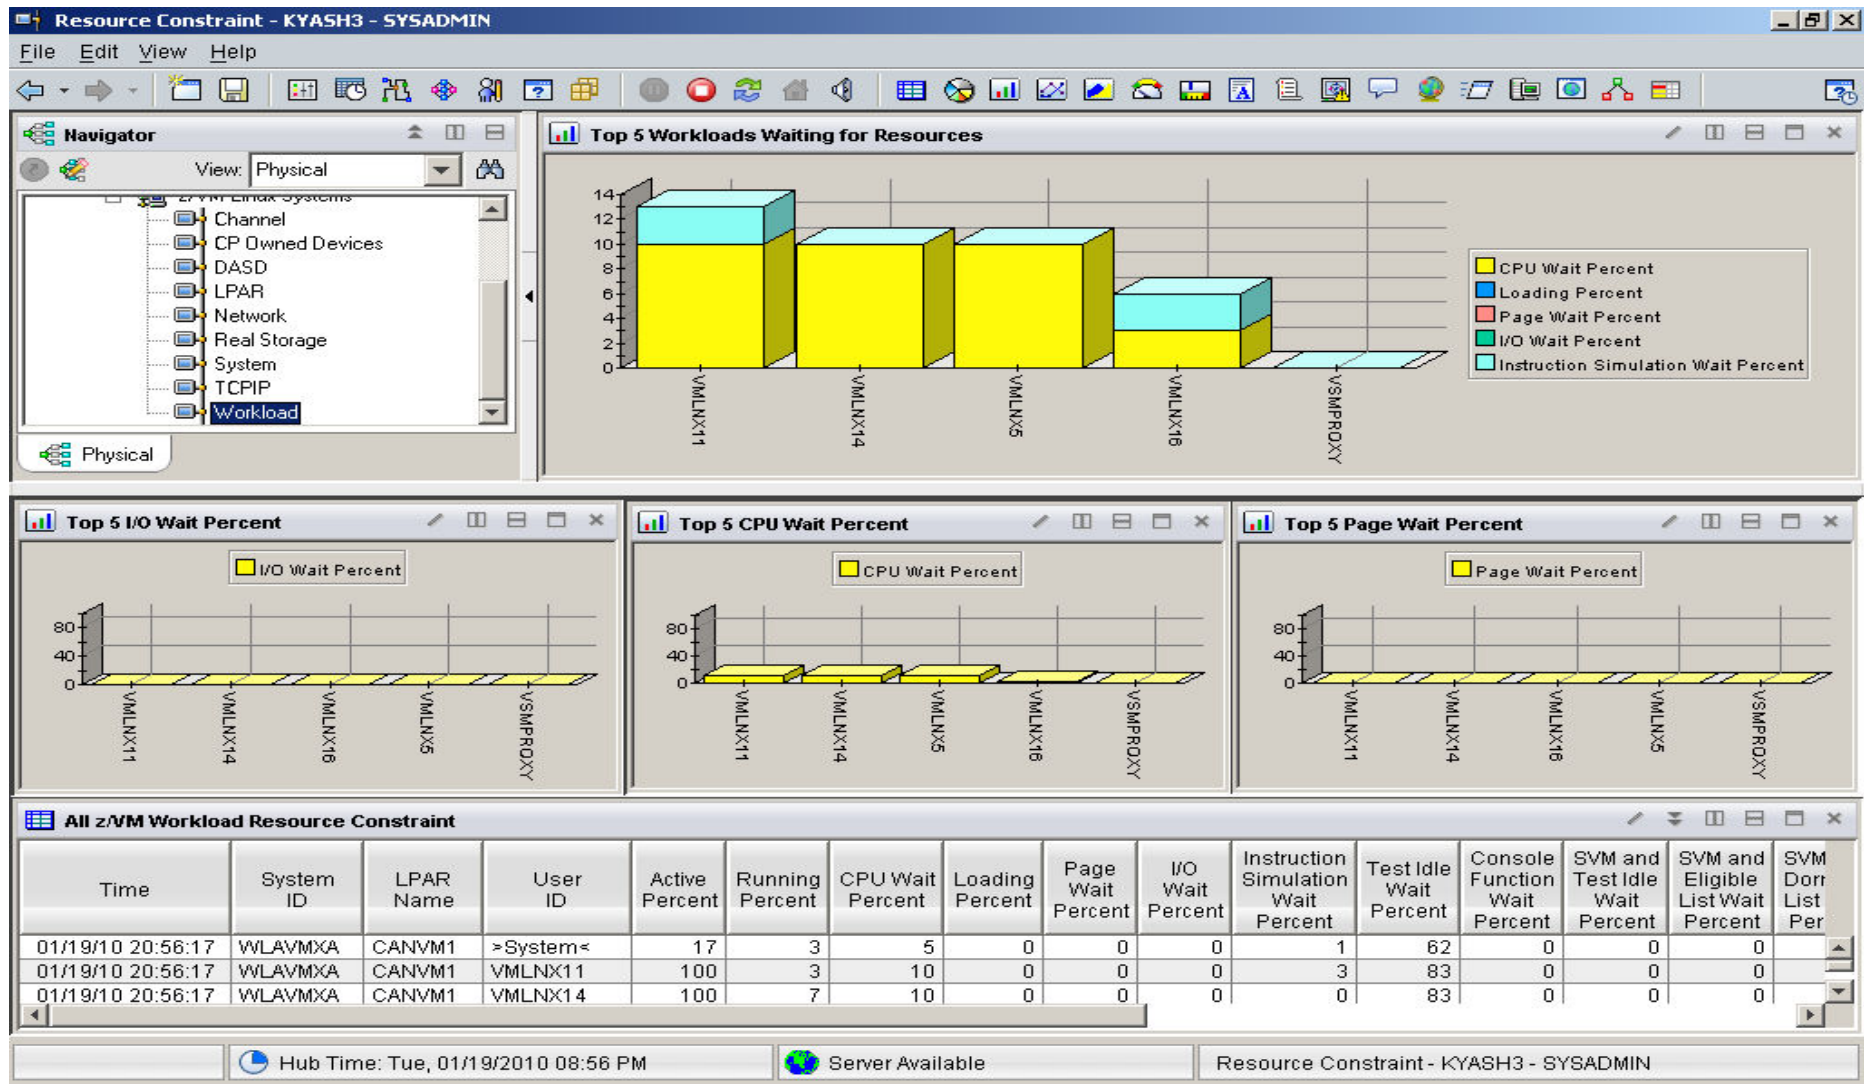 Resource Constraint - KYASH3 - SYSADMIN
File Edit View Help
Navigator
View: Physical
z/VM Linux Systems
Channel
CP Owned Devices
DASD
LPAR
Network
Real Storage
System
TCPIP
Workload
Physical
Top 5 Workloads Waiting for Resources
14
12
10
8
6
4
2
0
VMLNX11
VMLNX14
VMLNX5
VMLNX16
VSMPROXY
CPU Wait Percent
Loading Percent
Page Wait Percent
I/O Wait Percent
Instruction Simulation Wait Percent
Top 5 I/O Wait Percent
I/O Wait Percent
80
40
0
VMLNX11
VMLNX14
VMLNX16
VMLNX5
VSMPROXY
Top 5 CPU Wait Percent
CPU Wait Percent
80
40
0
VMLNX11
VMLNX14
VMLNX5
VMLNX16
VSMPROXY
Top 5 Page Wait Percent
Page Wait Percent
80
40
0
VMLNX11
VMLNX14
VMLNX16
VMLNX5
VSMPROXY
All z/VM Workload Resource Constraint
Time
System ID
LPAR Name
User ID
Active Percent
Running Percent
CPU Wait Percent
Loading Percent
Page Wait Percent
I/O Wait Percent
Instruction Simulation Wait Percent
Test Idle Wait Percent
Console Function Wait Percent
SVM and Test Idle Wait Percent
SVM and Eligible List Wait Percent
SVM List
01/19/10 20:56:17 WLAVMXA CANVM1 >System< 17 3 5 0 0 0 1 62 0 0 0
01/19/10 20:56:17 WLAVMXA CANVM1 VMLNX11 100 3 10 0 0 0 3 83 0 0 0
01/19/10 20:56:17 WLAVMXA CANVM1 VMLNX14 100 7 10 0 0 0 0 83 0 0 0
Hub Time: Tue, 01/19/2010 08:56 PM
Server Available
Resource Constraint - KYASH3 - SYSADMIN